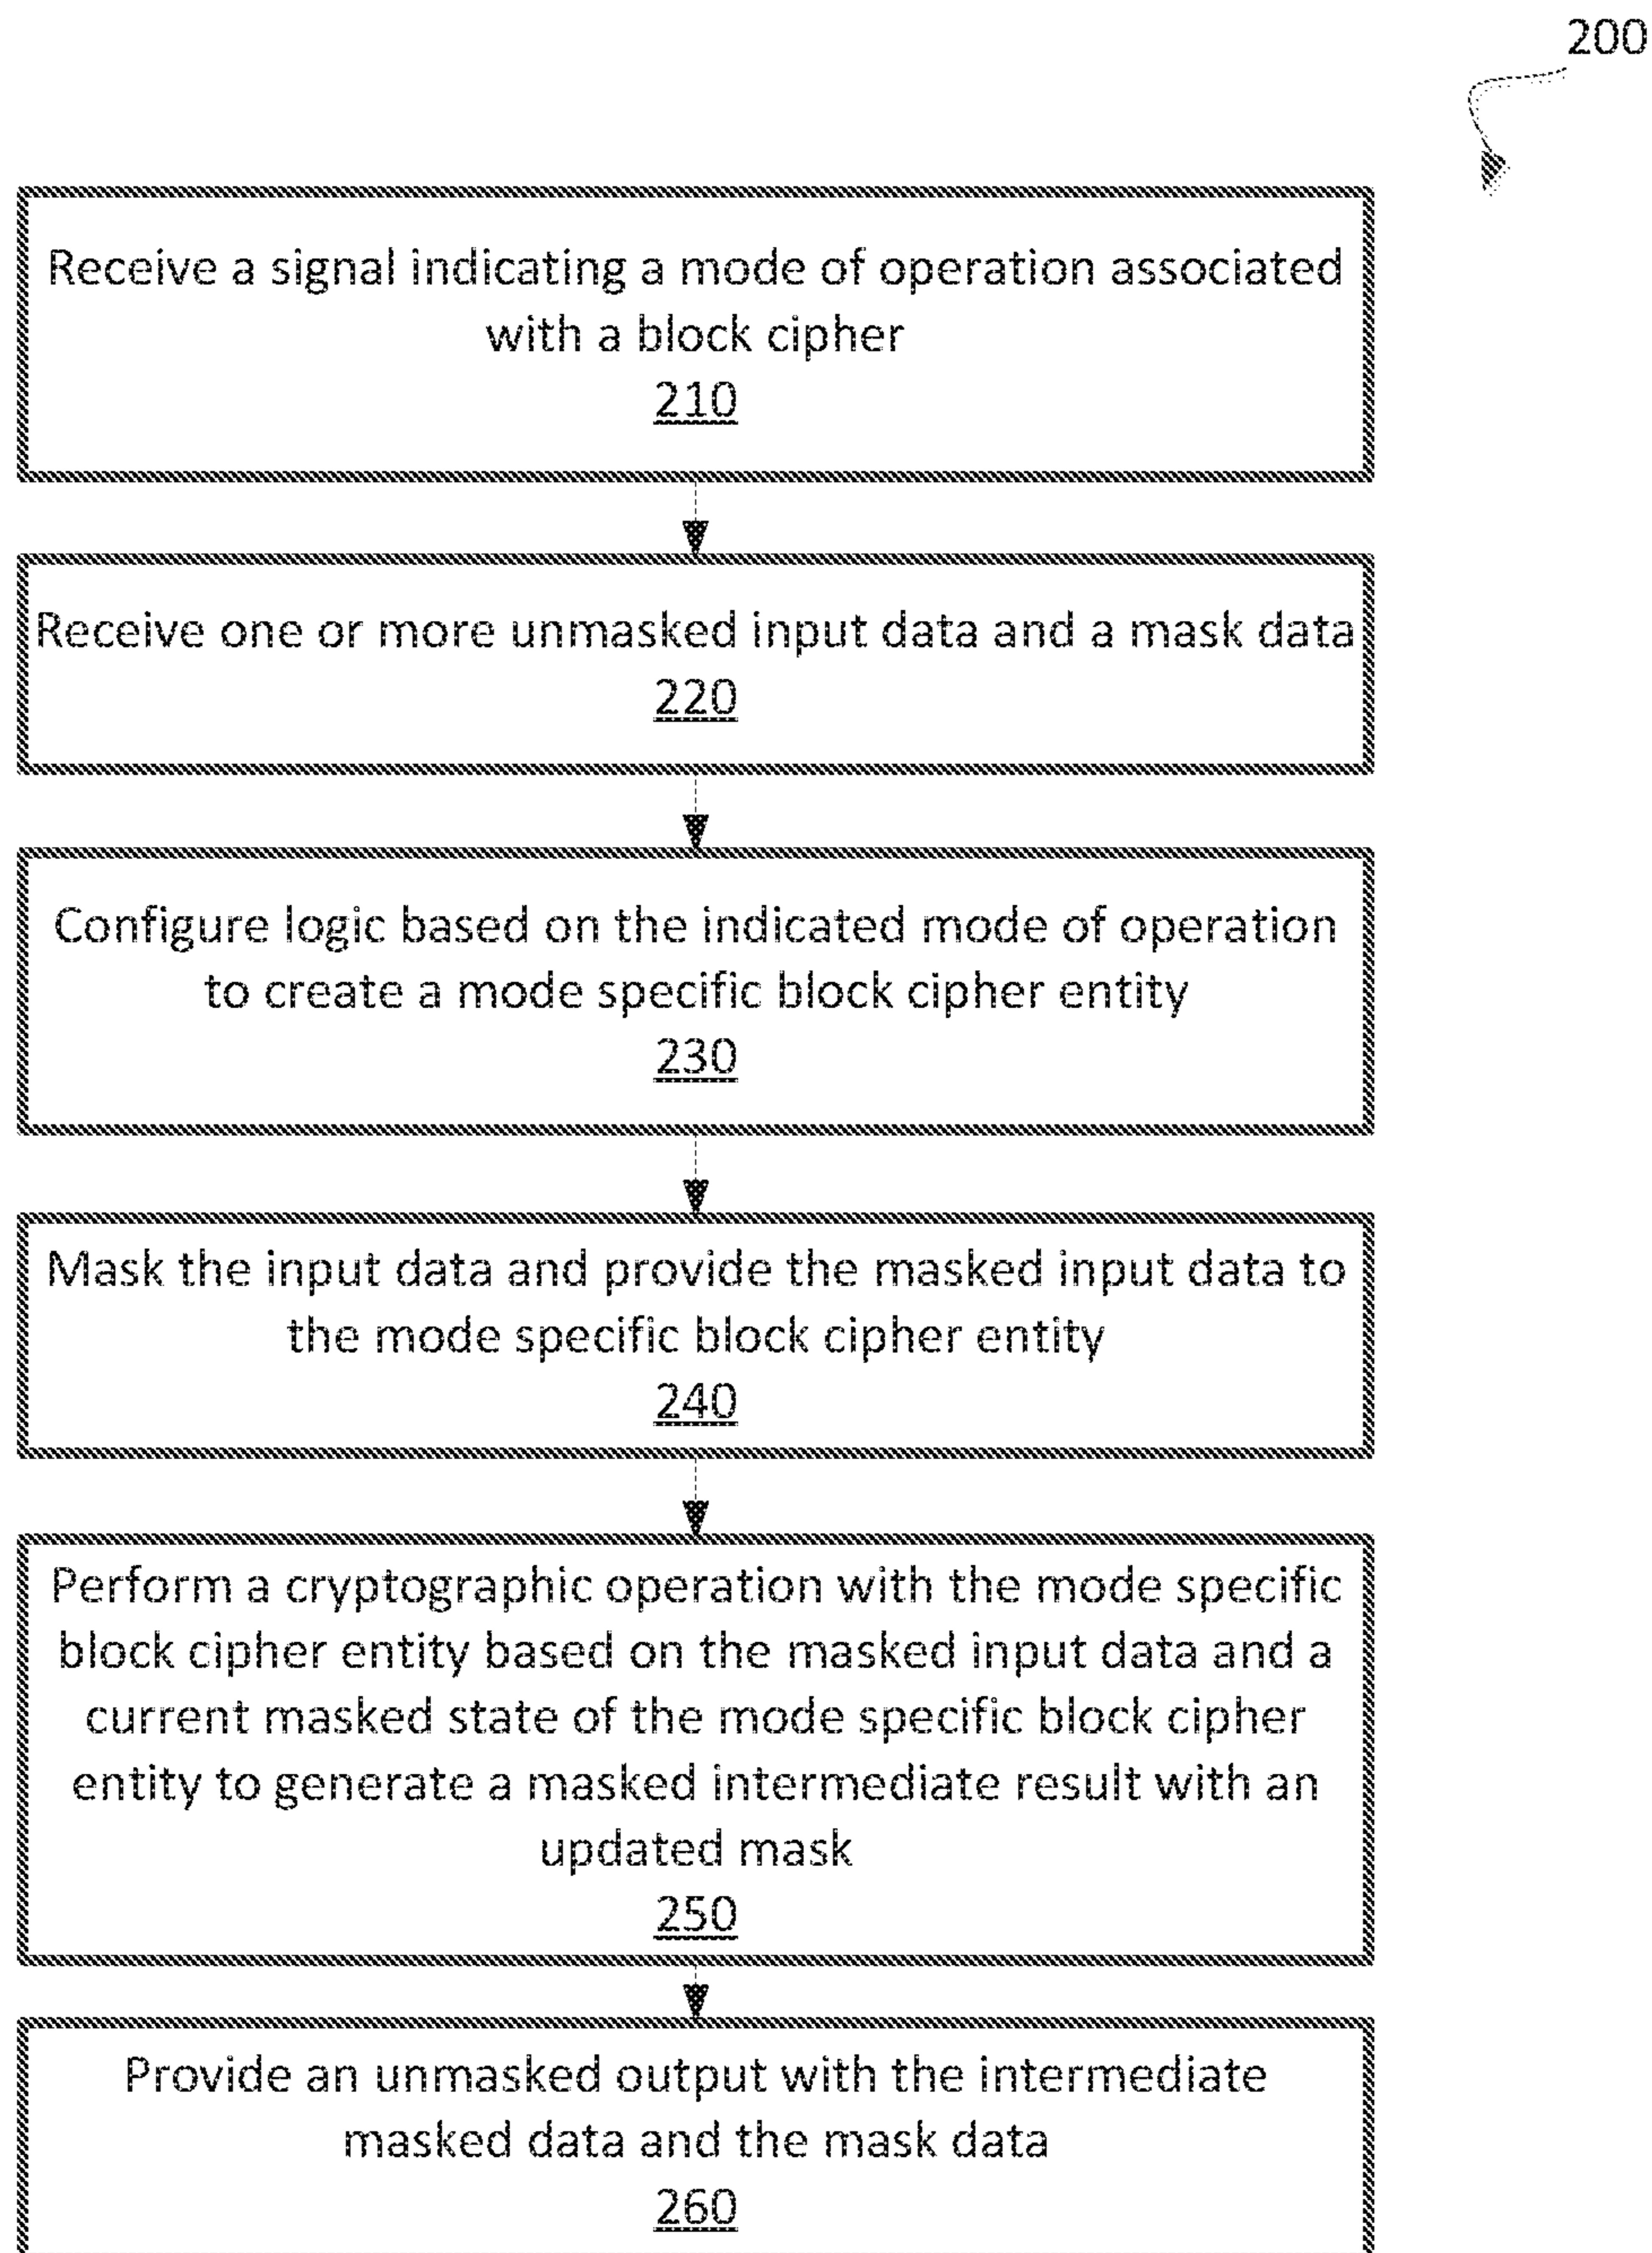 200
Receive a signal indicating a mode of operation associated
with a block cipher
210
Receive one or more unmasked input data and a mask data
220
Configure logic based on the indicated mode of operation
to create a mode specific block cipher entity
230
Mask the input data and provide the masked input data to
the mode specific block cipher entity
240
Perform a cryptographic operation with the mode specific
block cipher entity based on the masked input data and a
current masked state of the mode specific block cipher
entity to generate a masked intermediate result with an
updated mask
250
Provide an unmasked output with the intermediate
masked data and the mask data
260